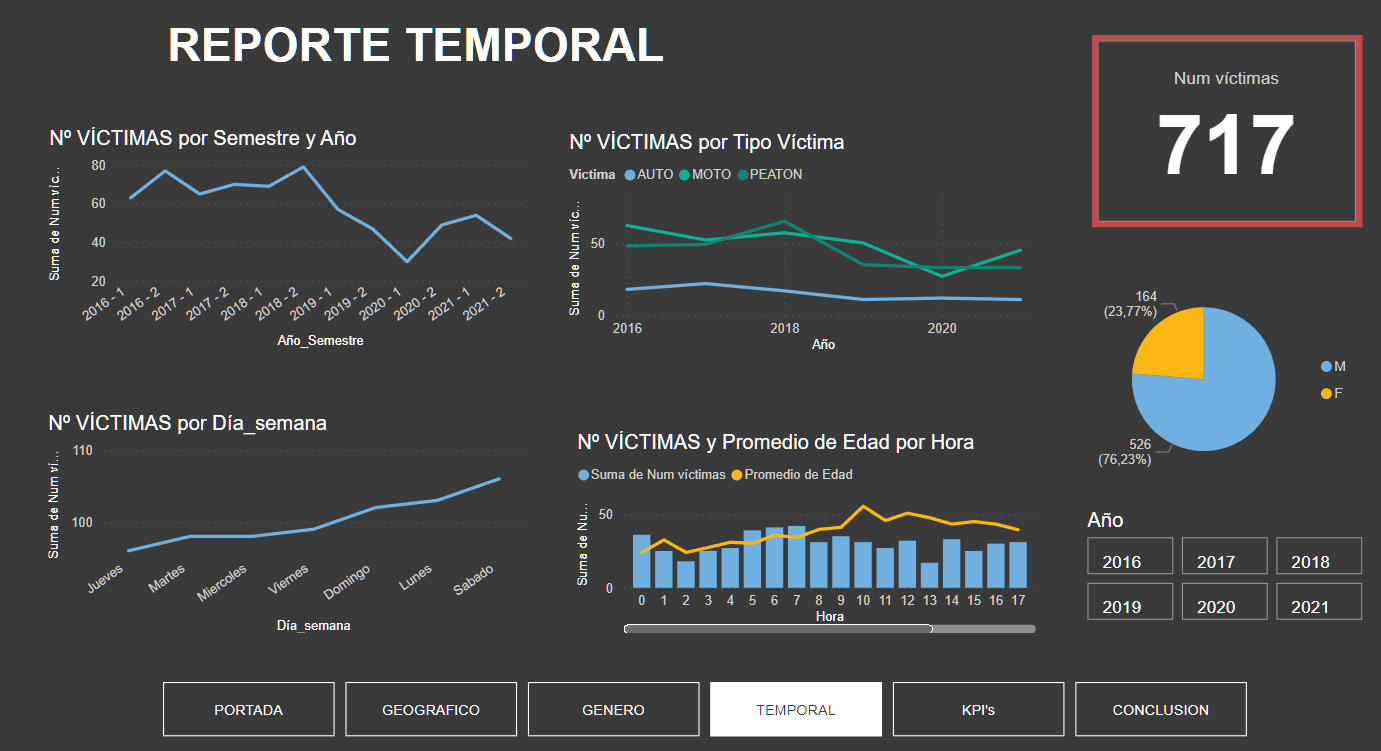 REPORTE TEMPORAL
Num víctimas
717
Nº VÍCTIMAS por Semestre y Año
Suma de Num víc...
80
60
40
20
2016 - 1
2016 - 2
2017 - 1
2017 - 2
2018 - 1
2018 - 2
2019 - 1
2019 - 2
2020 - 1
2020 - 2
2021 - 1
2021 - 2
Año_Semestre
Nº VÍCTIMAS por Tipo Víctima
Victima AUTO MOTO PEATON
Suma de Num víc...
50
0
2016 2018 2020
Año
164
(23,77%)
526
(76,23%)
M
F
Nº VÍCTIMAS por Día_semana
Suma de Num ví...
110
100
Jueves
Martes
Miercoles
Viernes
Domingo
Lunes
Sabado
Día_semana
Nº VÍCTIMAS y Promedio de Edad por Hora
Suma de Num víctimas Promedio de Edad
Suma de Nu...
50
0
0 1 2 3 4 5 6 7 8 9 10 11 12 13 14 15 16 17
Hora
Año
2016 2017 2018
2019 2020 2021
PORTADA GEOGRAFICO GENERO TEMPORAL KPI's CONCLUSION